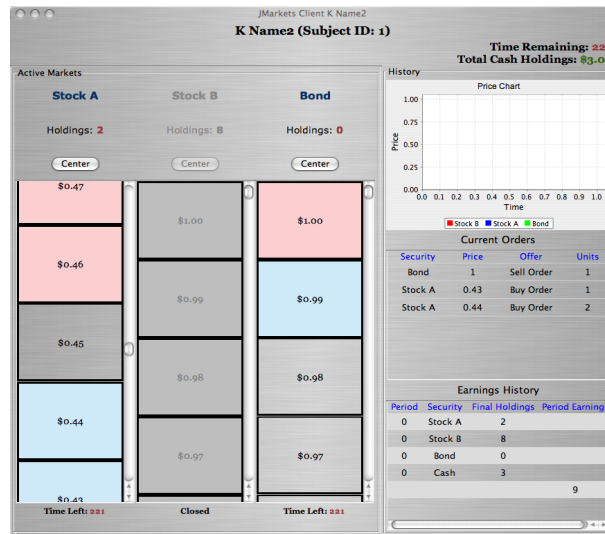 JMarkets Client K Name2
K Name2 (Subject ID: 1)
Time Remaining: 22
Total Cash Holdings: $3.0
Active Markets
Stock A Stock B Bond
Holdings: 2 Holdings: 8 Holdings: 0
Center Center Center
$0.47
$1.00 $1.00
$0.46
$0.99 $0.99
$0.45
$0.98 $0.98
$0.44
$0.97 $0.97
$0.43
Time Left: 221 Closed Time Left: 221
History
Price Chart
1.00
0.75
0.50
0.25
0.00
Price
0.0 0.1 0.2 0.3 0.4 0.5 0.6 0.7 0.8 0.9 1.0
Time
Stock B Stock A Bond
Current Orders
Security Price Offer Units
Bond 1 Sell Order 1
Stock A 0.43 Buy Order 1
Stock A 0.44 Buy Order 2
Earnings History
Period Security Final Holdings Period Earning
0 Stock A 2
0 Stock B 8
0 Bond 0
0 Cash 3
9